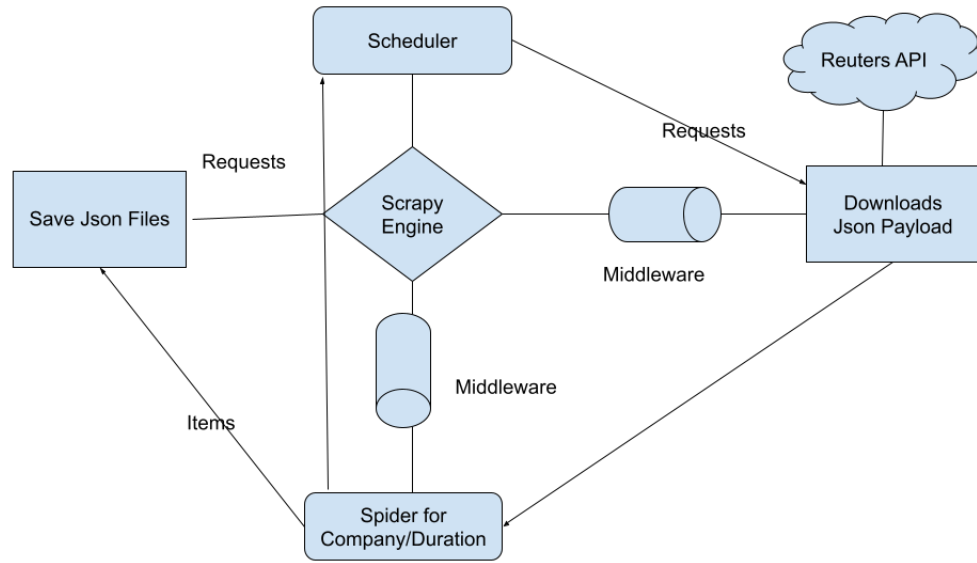 Scheduler
Reuters API
Requests
Requests
Save Json Files
Scrapy
Engine
Downloads
Json Payload
Middleware
Middleware
Items
Spider for
Company/Duration